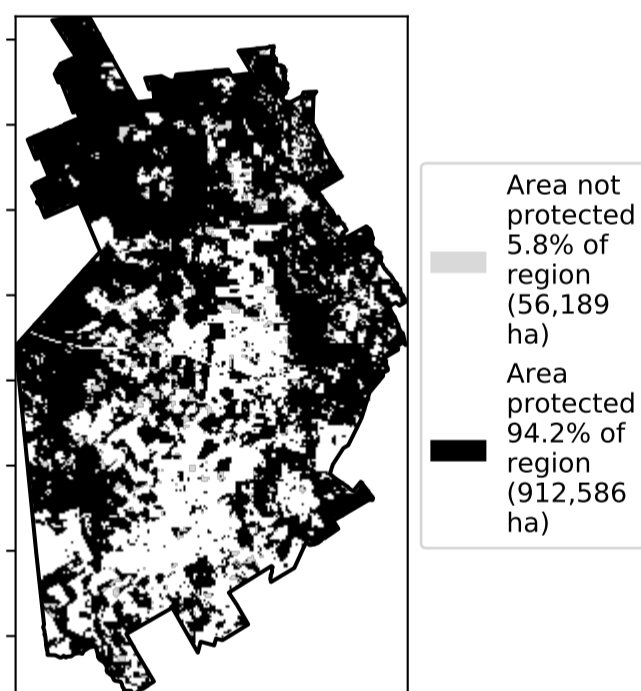 Area not
protected
5.8% of
region
(56,189
ha)
Area
protected
94.2% of
region
(912,586
ha)